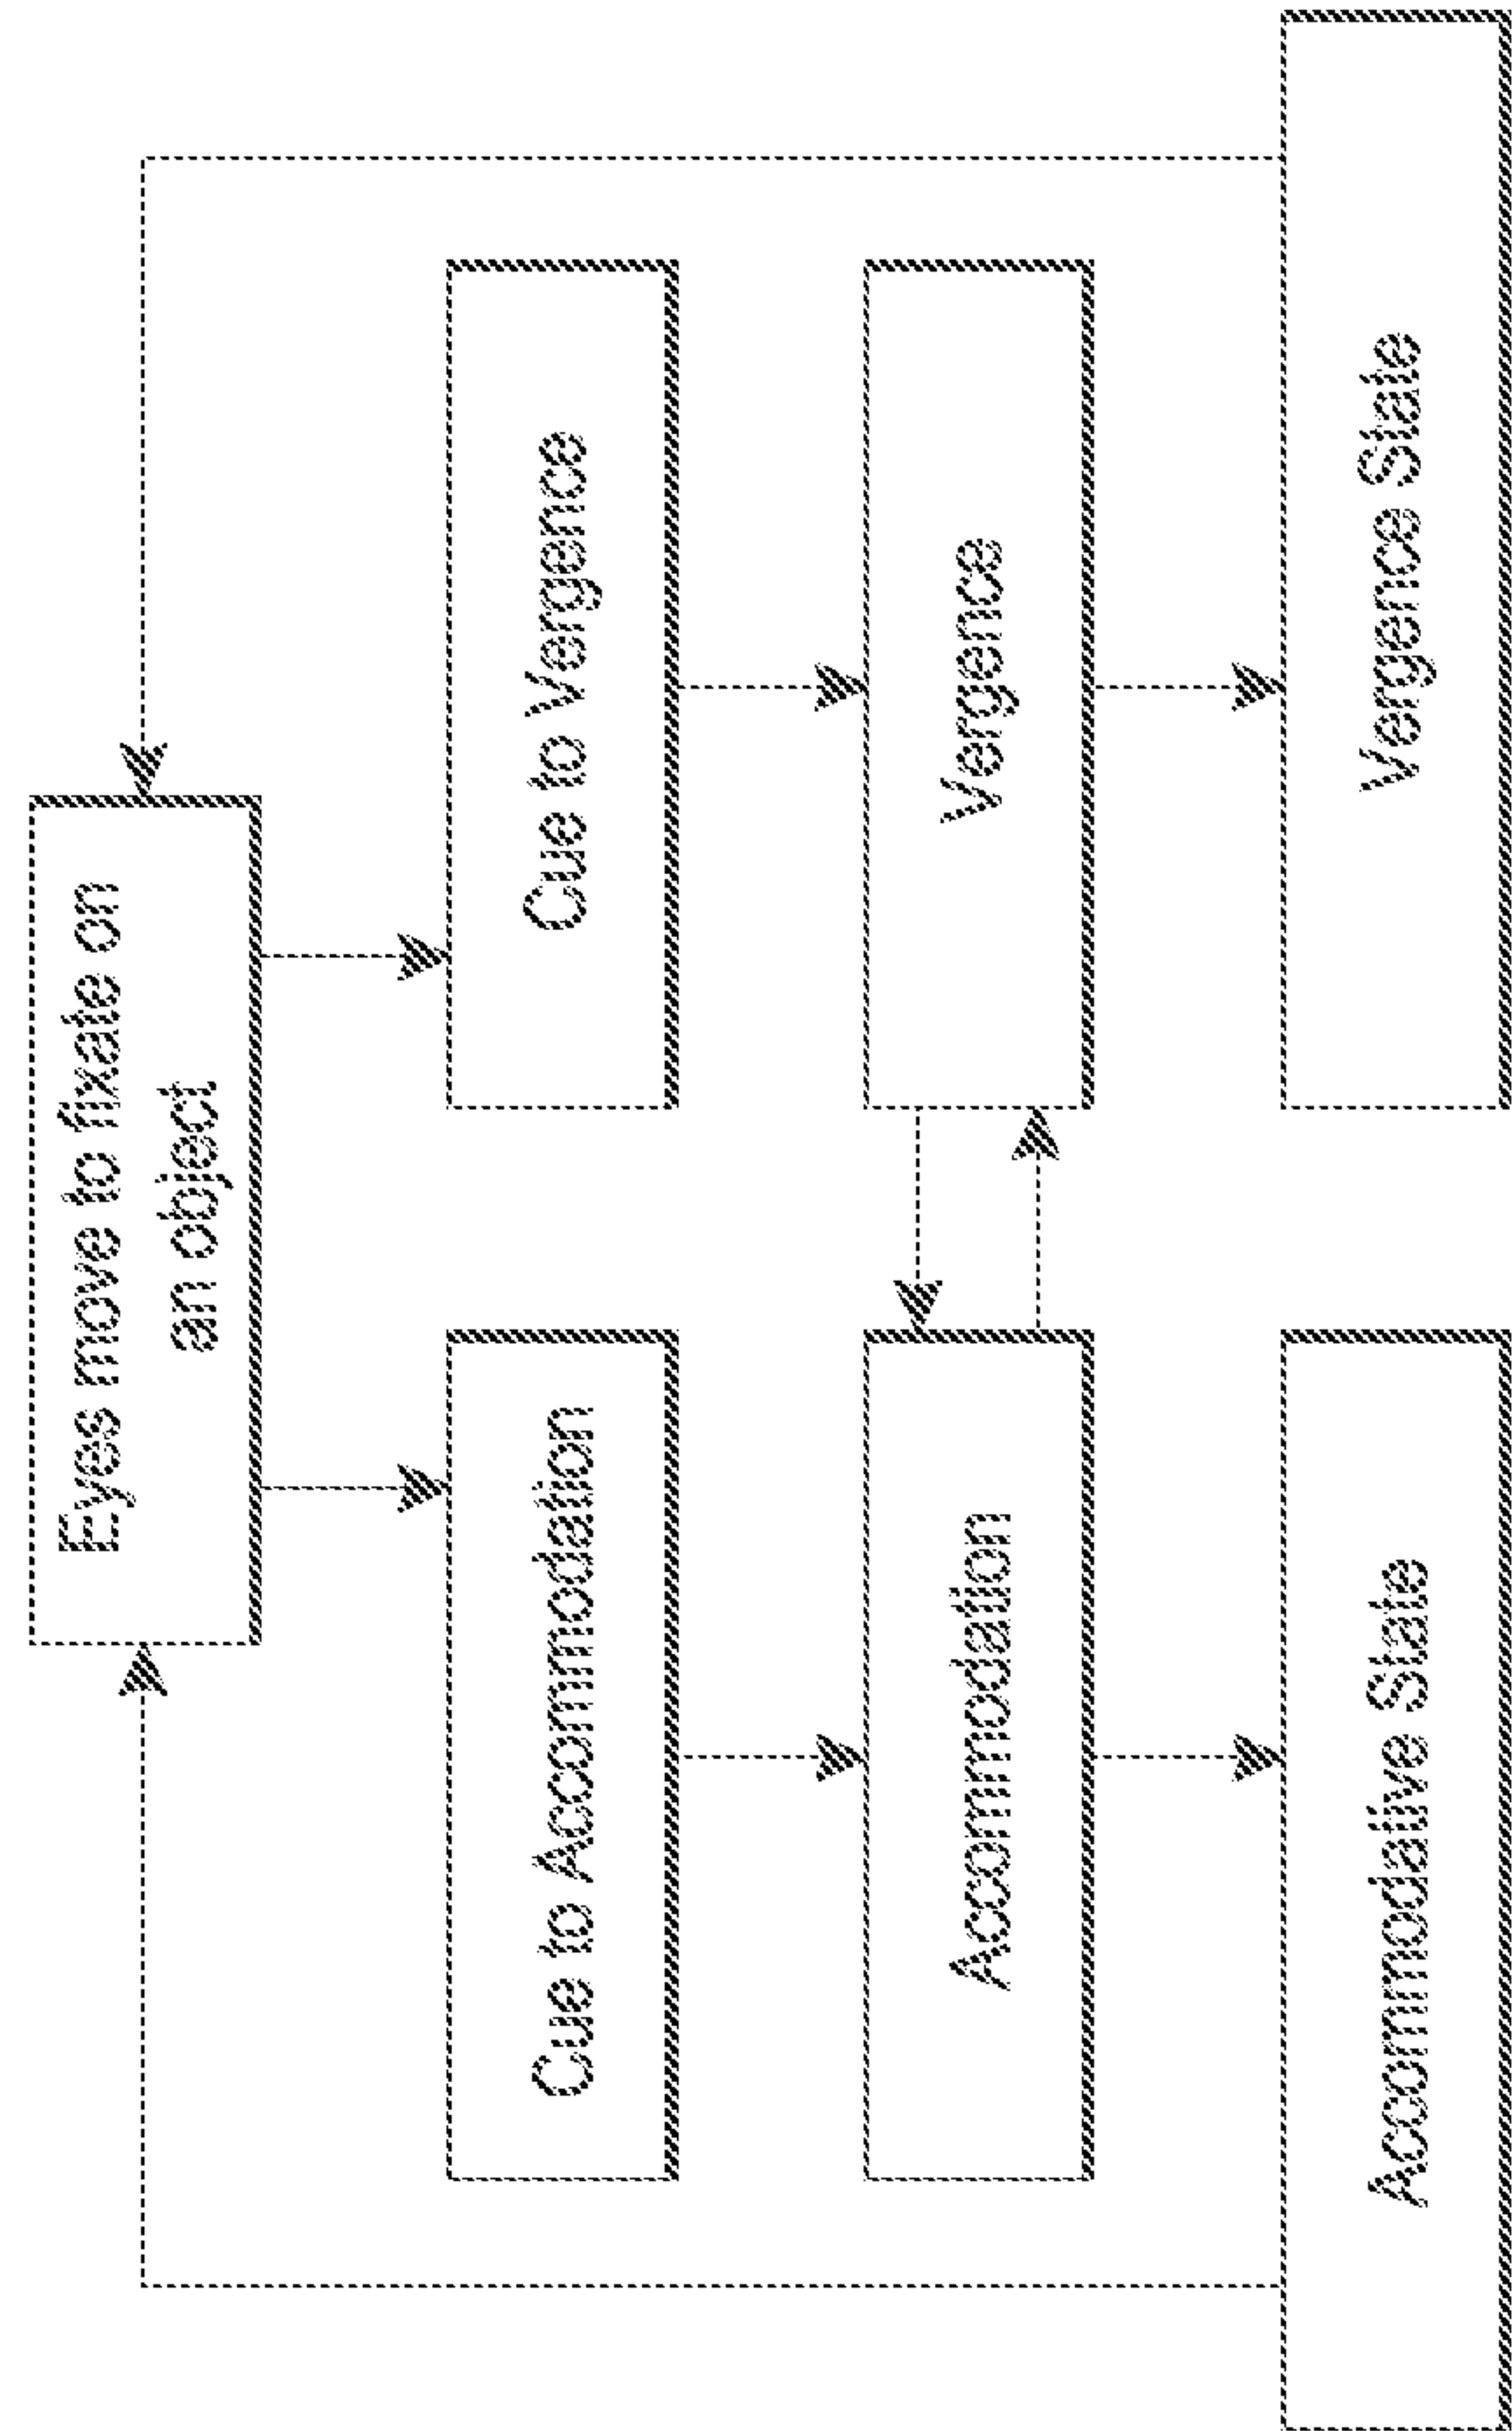 Eyes move to fixate on
an object
Cue to Accommodation
Cue to Vergence
Accommodation
Vergence
Accommodative State
Vergence State